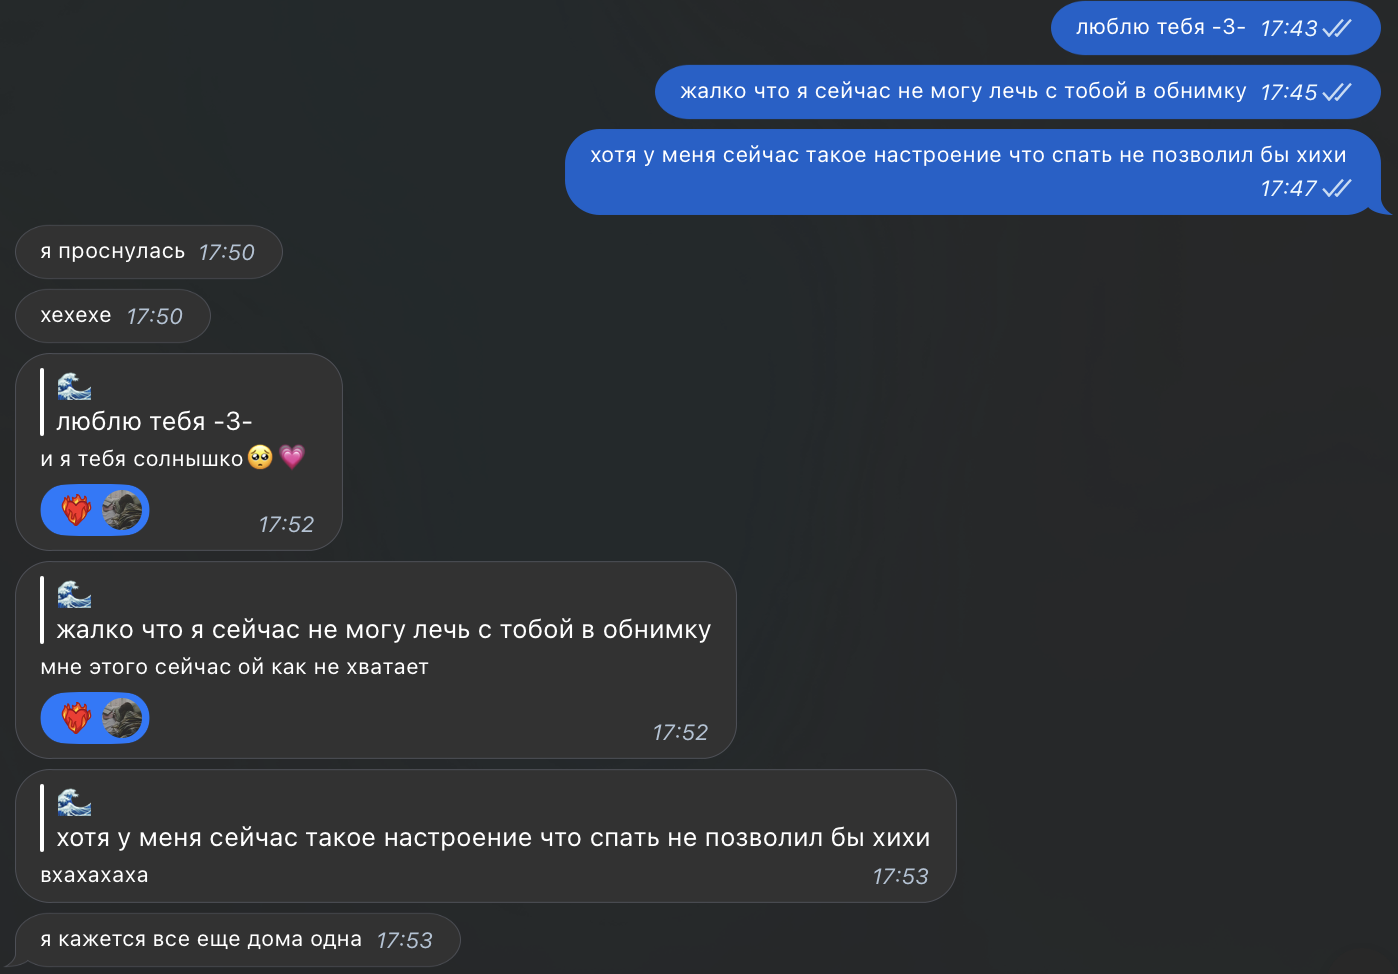 люблю тебя -3- 17:43
жалко что я сейчас не могу лечь с тобой в обнимку 17:45
хотя у меня сейчас такое настроение что спать не позволил бы хихи
17:47
я проснулась 17:50
хехехе 17:50
🌊
люблю тебя -3-
и я тебя солнышко🥺💗
17:52
🌊
жалко что я сейчас не могу лечь с тобой в обнимку
мне этого сейчас ой как не хватает
17:52
🌊
хотя у меня сейчас такое настроение что спать не позволил бы хихи
вхахахаха 17:53
я кажется все еще дома одна 17:53